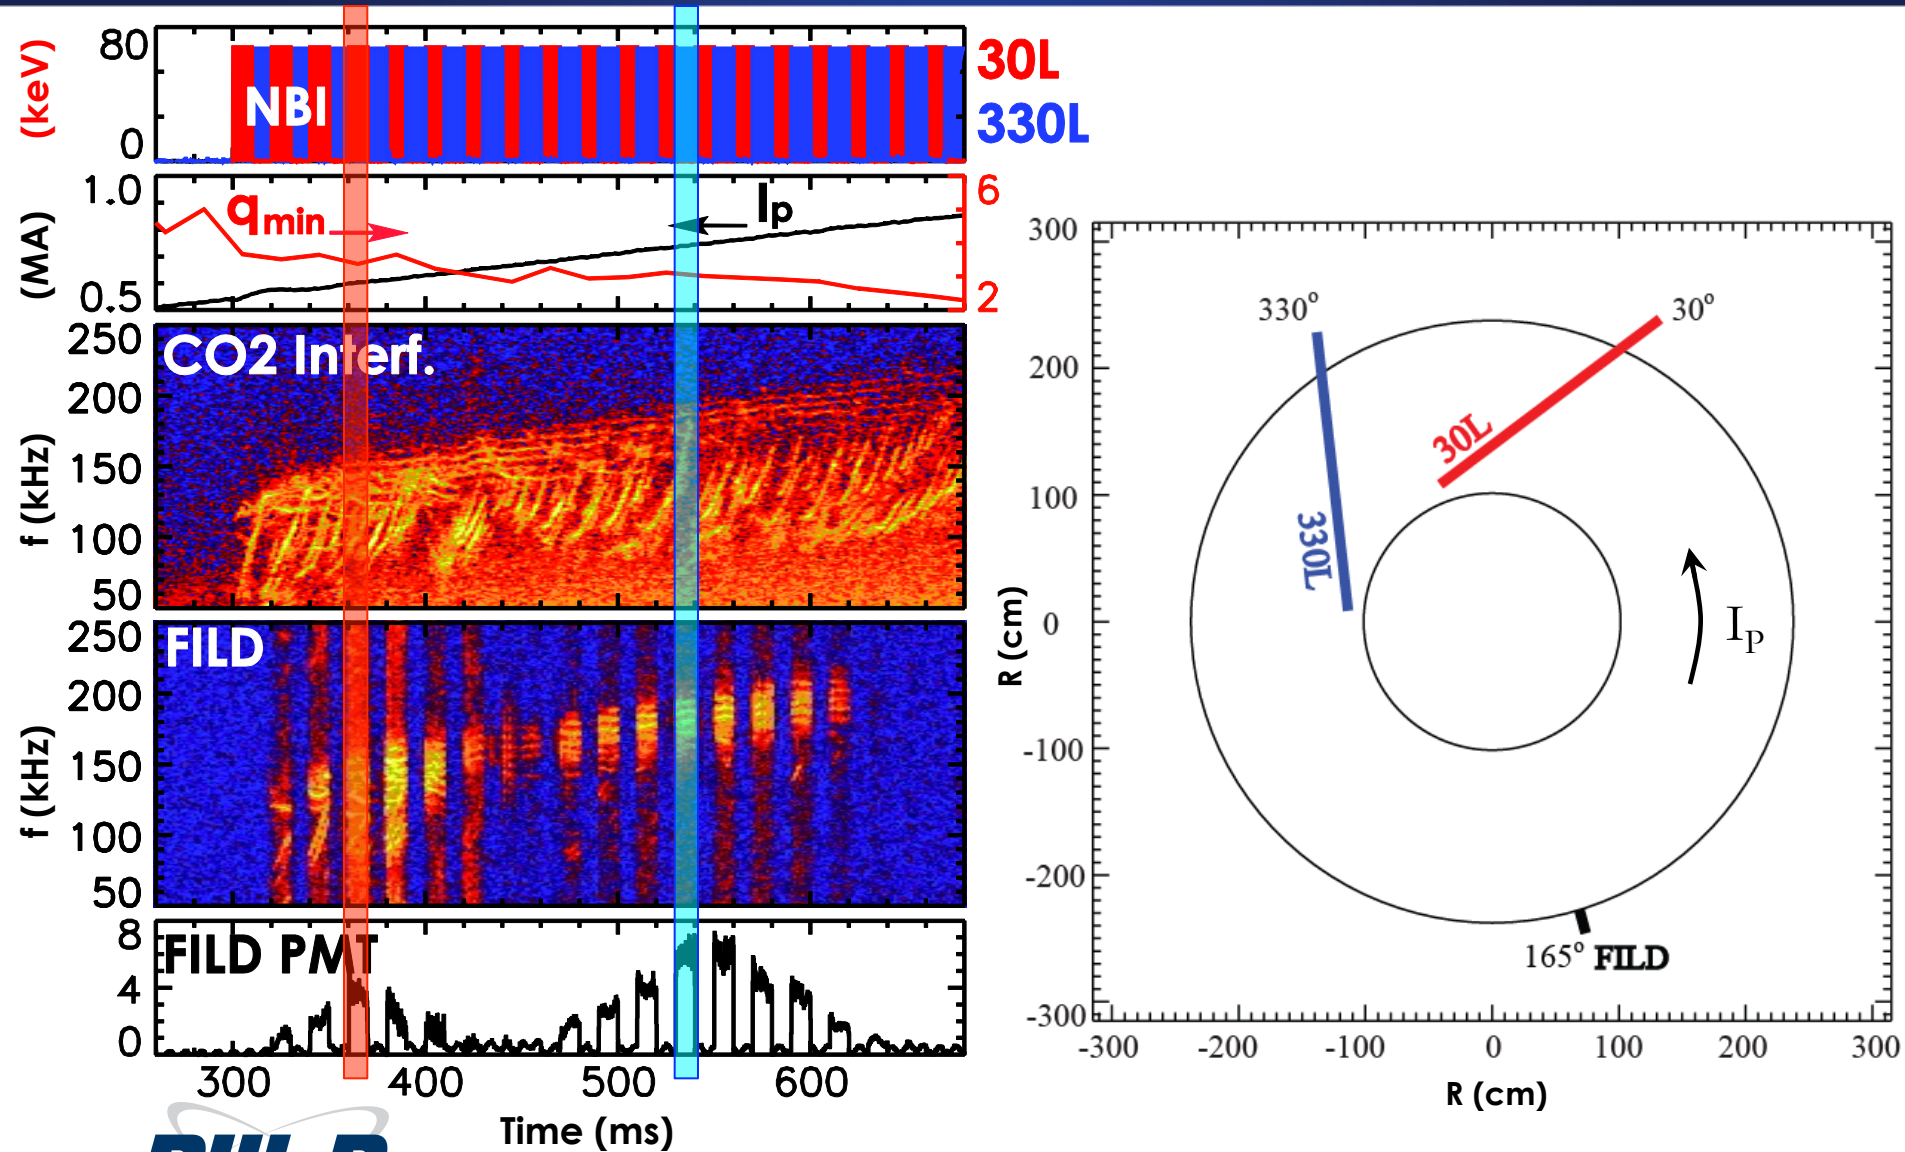 80
(keV)
NBI
0
30L
330L
1.0
(MA)
0.5
qmin
Ip
6
2
250
CO2 Interf.
200
f (kHz)
150
100
50
250
FILD
200
f (kHz)
150
100
50
8
FILD PMT
4
0
300 400 500 600
Time (ms)
300
330° 30°
200
30L
100
330L
R (cm)
0
IP
-100
-200
165° FILD
-300
-300 -200 -100 0 100 200 300
R (cm)